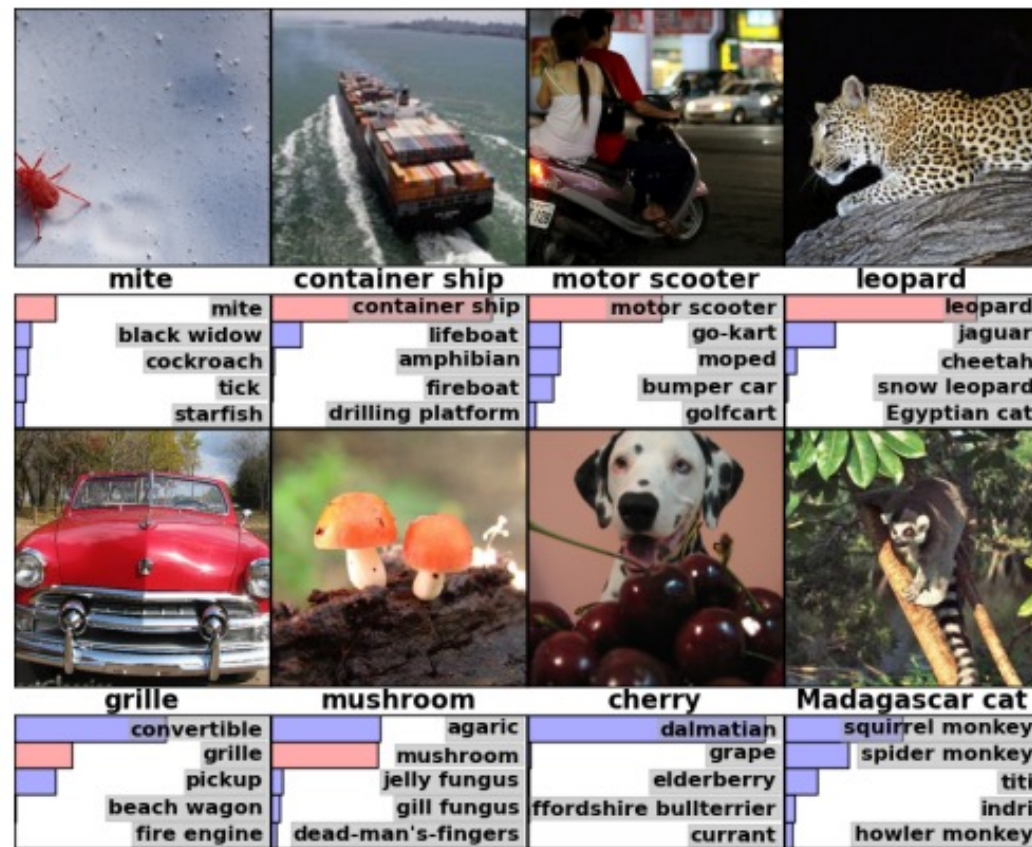 mite
container ship
motor scooter
leopard
mite
black widow
cockroach
tick
starfish
container ship
lifeboat
amphibian
fireboat
drilling platform
motor scooter
go-kart
moped
bumper car
golfcart
leopard
jaguar
cheetah
snow leopard
Egyptian cat
grille
mushroom
cherry
Madagascar cat
convertible
grille
pickup
beach wagon
fire engine
agaric
mushroom
jelly fungus
gill fungus
dead-man's-fingers
dalmatian
grape
elderberry
ffordshire bullterrier
currant
squirrel monkey
spider monkey
titi
indri
howler monkey